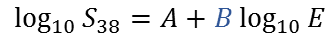 log₁₀ S₃₈ = A + B log₁₀ E